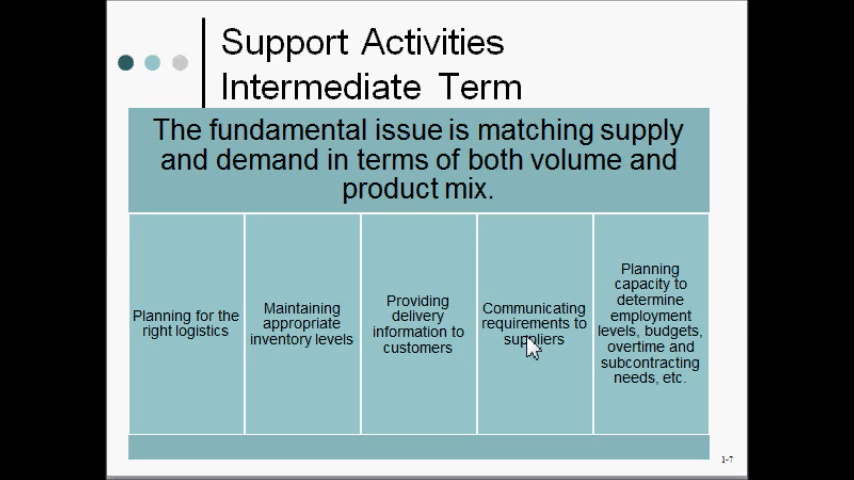 Support Activities
Intermediate Term
The fundamental issue is matching supply
and demand in terms of both volume and
product mix.
Planning for the
right logistics
Maintaining
appropriate
inventory levels
Providing
delivery
information to
customers
Communicating
requirements to
suppliers
Planning
capacity to
determine
employment
levels, budgets,
overtime and
subcontracting
needs, etc.
1-7